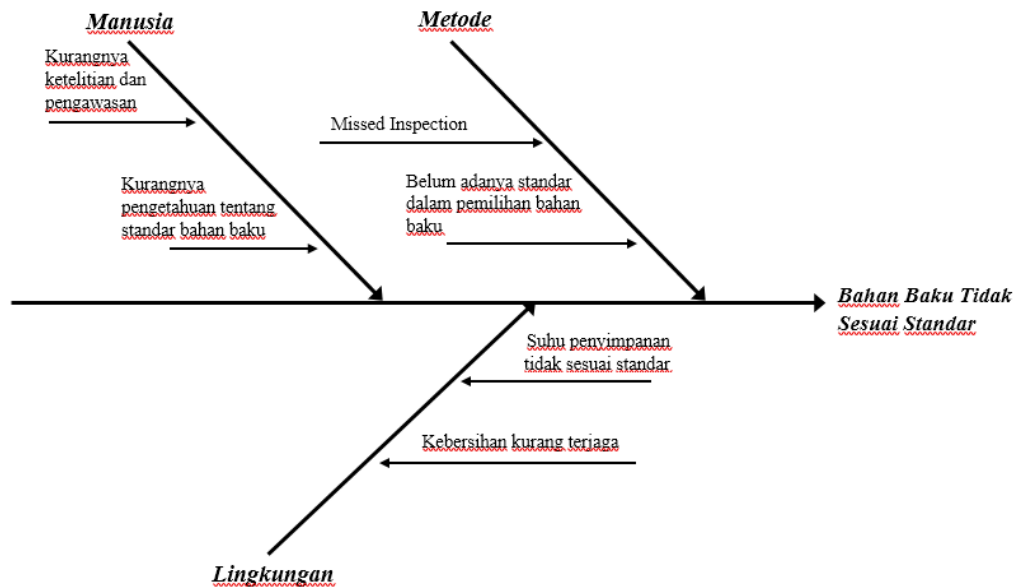 Manusia
Metode
Kurangnya
ketelitian dan
pengawasan
Missed Inspection
Kurangnya
pengetahuan tentang
standar bahan baku
Belum adanya standar
dalam pemilihan bahan
baku
Bahan Baku Tidak
Sesuai Standar
Suhu penyimpanan
tidak sesuai standar
Kebersihan kurang terjaga
Lingkungan